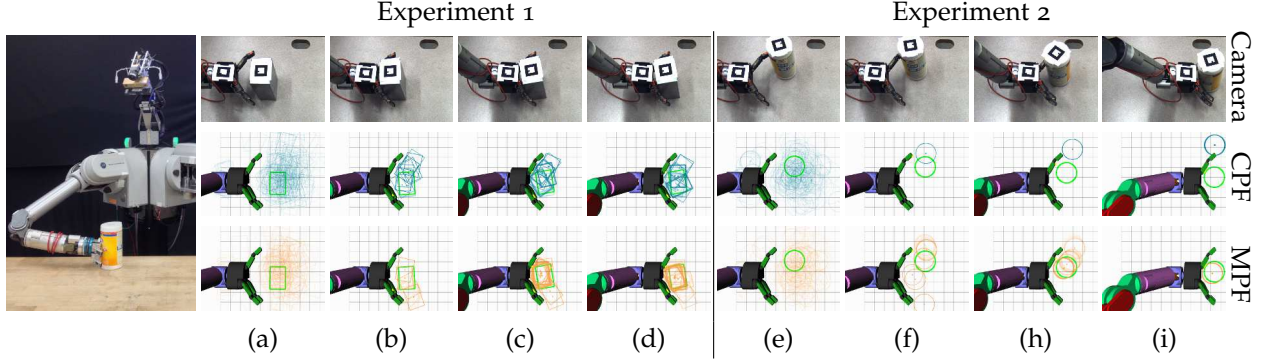 Experiment 1
Experiment 2
Camera
CPF
MPF
(a)
(b)
(c)
(d)
(e)
(f)
(h)
(i)